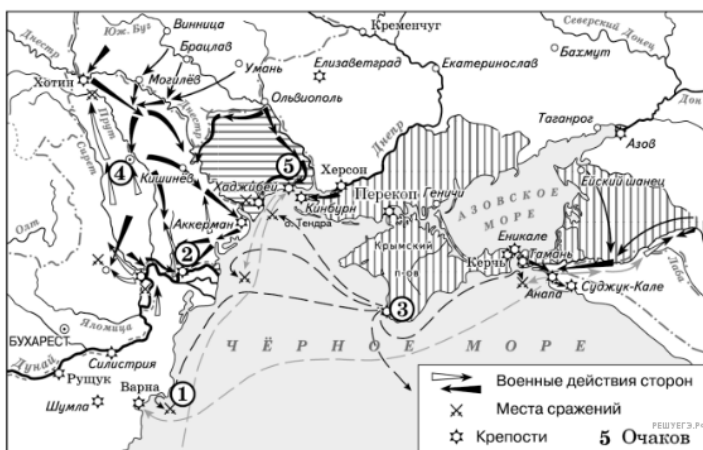 Днестр
Юж. Буг
Винница
Брацлав
Кременчуг
Северский Донец
Бахмут
Хотин
Могилёв
Умань
Елизаветград
Екатеринослав
Днестр
Ольвиополь
Таганрог
Дон
Прут
Сирет
Днепр
Азов
4
5
Кишинёв
Херсон
Хаджибей
Перекоп
Геничи
Ейский шанец
Аккерман
Кинбурн
АЗОВСКОЕ
МОРЕ
о. Тендра
Олт
Крымский
п-ов
Еникале
Тамань
2
Керчь
Лаба
3
Анапа
Суджук-Кале
Яломица
БУХАРЕСТ
ЧЁРНОЕ МОРЕ
Силистрия
Дунай
Рущук
Варна
1
Шумла
Военные действия сторон
Места сражений
Крепости
5 Очаков
РЕШУЕГЭ.РФ